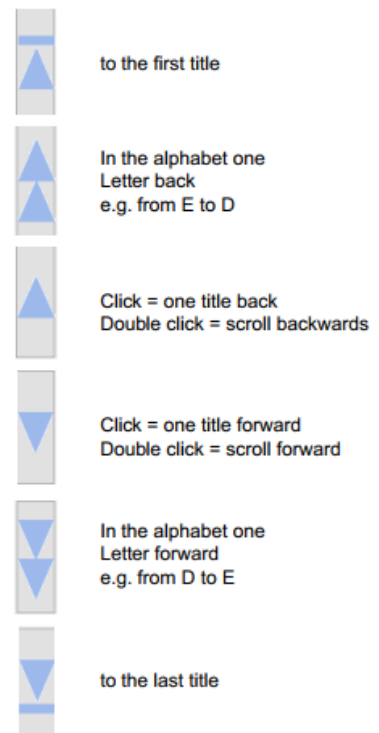 to the first title
In the alphabet one
Letter back
e.g. from E to D
Click = one title back
Double click = scroll backwards
Click = one title forward
Double click = scroll forward
In the alphabet one
Letter forward
e.g. from D to E
to the last title